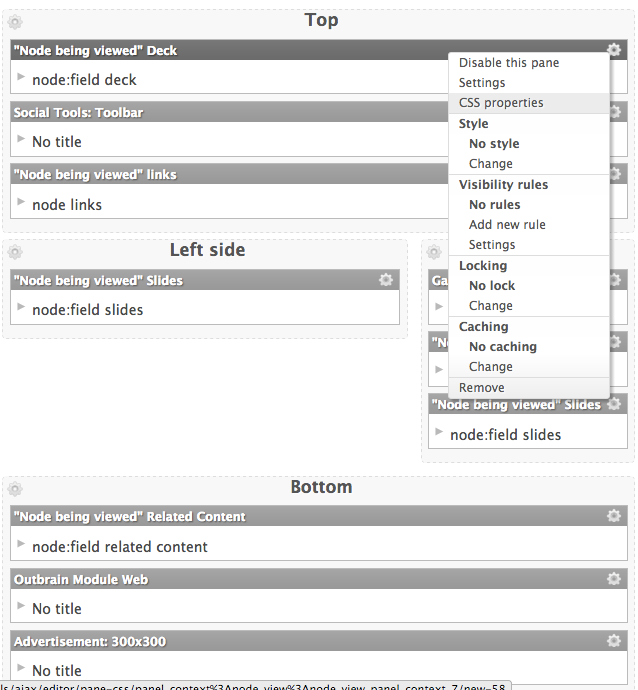 Top
"Node being viewed" Deck
node:field deck
Social Tools: Toolbar
No title
"Node being viewed" links
node links
Disable this pane
Settings
CSS properties
Style
No style
Change
Visibility rules
No rules
Add new rule
Settings
Locking
No lock
Change
Caching
No caching
Change
Remove
Left side
"Node being viewed" Slides
node:field slides
Ga
"No
"Node being viewed" Slides
node:field slides
Bottom
"Node being viewed" Related Content
node:field related content
Outbrain Module Web
No title
Advertisement: 300x300
No title
ls/ajax/editor/pane-css/panel_context%3Anode_view%3Anode_view_panel_context_7/new-58